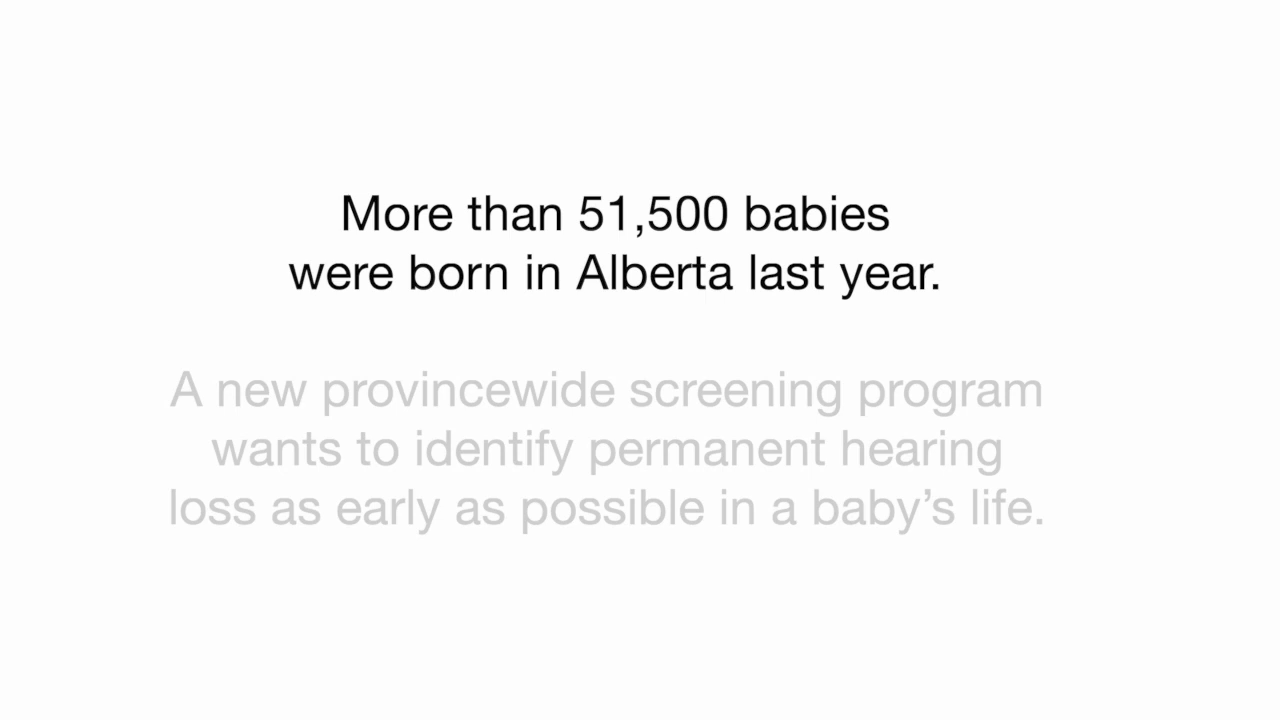 More than 51,500 babies
were born in Alberta last year.
A new provincewide screening program
wants to identify permanent hearing
loss as early as possible in a baby’s life.